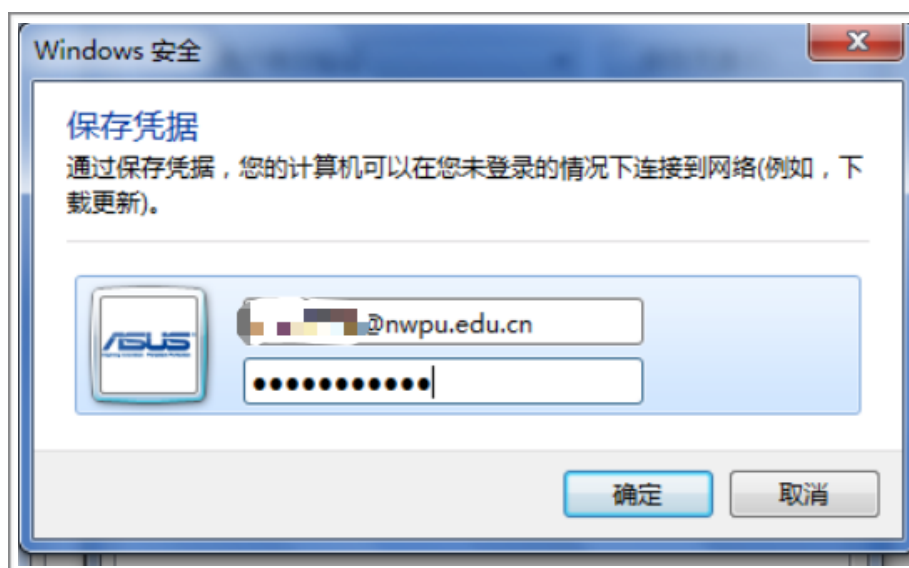 Windows 安全
保存凭据
通过保存凭据，您的计算机可以在您未登录的情况下连接到网络(例如，下
载更新)。
ASUS
@nwpu.edu.cn
确定
取消